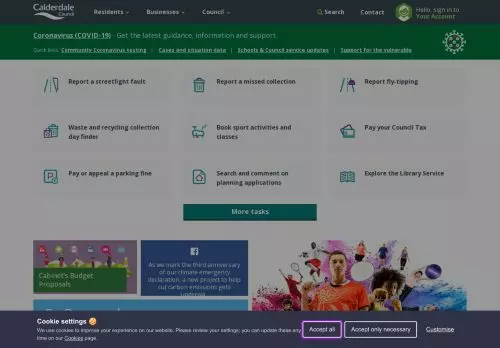 Calderdale
Council
Residents
Businesses
Council
Search
Contact
Hello, sign in to
Your Account
Coronavirus (COVID-19) - Get the latest guidance, information and support.
Quick links: Community Coronavirus testing | Cases and situation data | Schools & Council service updates | Support for the vulnerable
Report a streetlight fault
Report a missed collection
Report fly-tipping
Waste and recycling collection
day finder
Book sport activities and
classes
Pay your Council Tax
Pay or appeal a parking fine
Search and comment on
planning applications
Explore the Library Service
More tasks
Cabinet's Budget
Proposals
As we mark the third anniversary
of our climate emergency
declaration, a new project to help
cut carbon emissions gets
underway
Cookie settings 🍪
We use cookies to improve your experience on our website. Please review your settings; you can update these any
time on our Cookies page.
Accept all
Accept only necessary
Customise